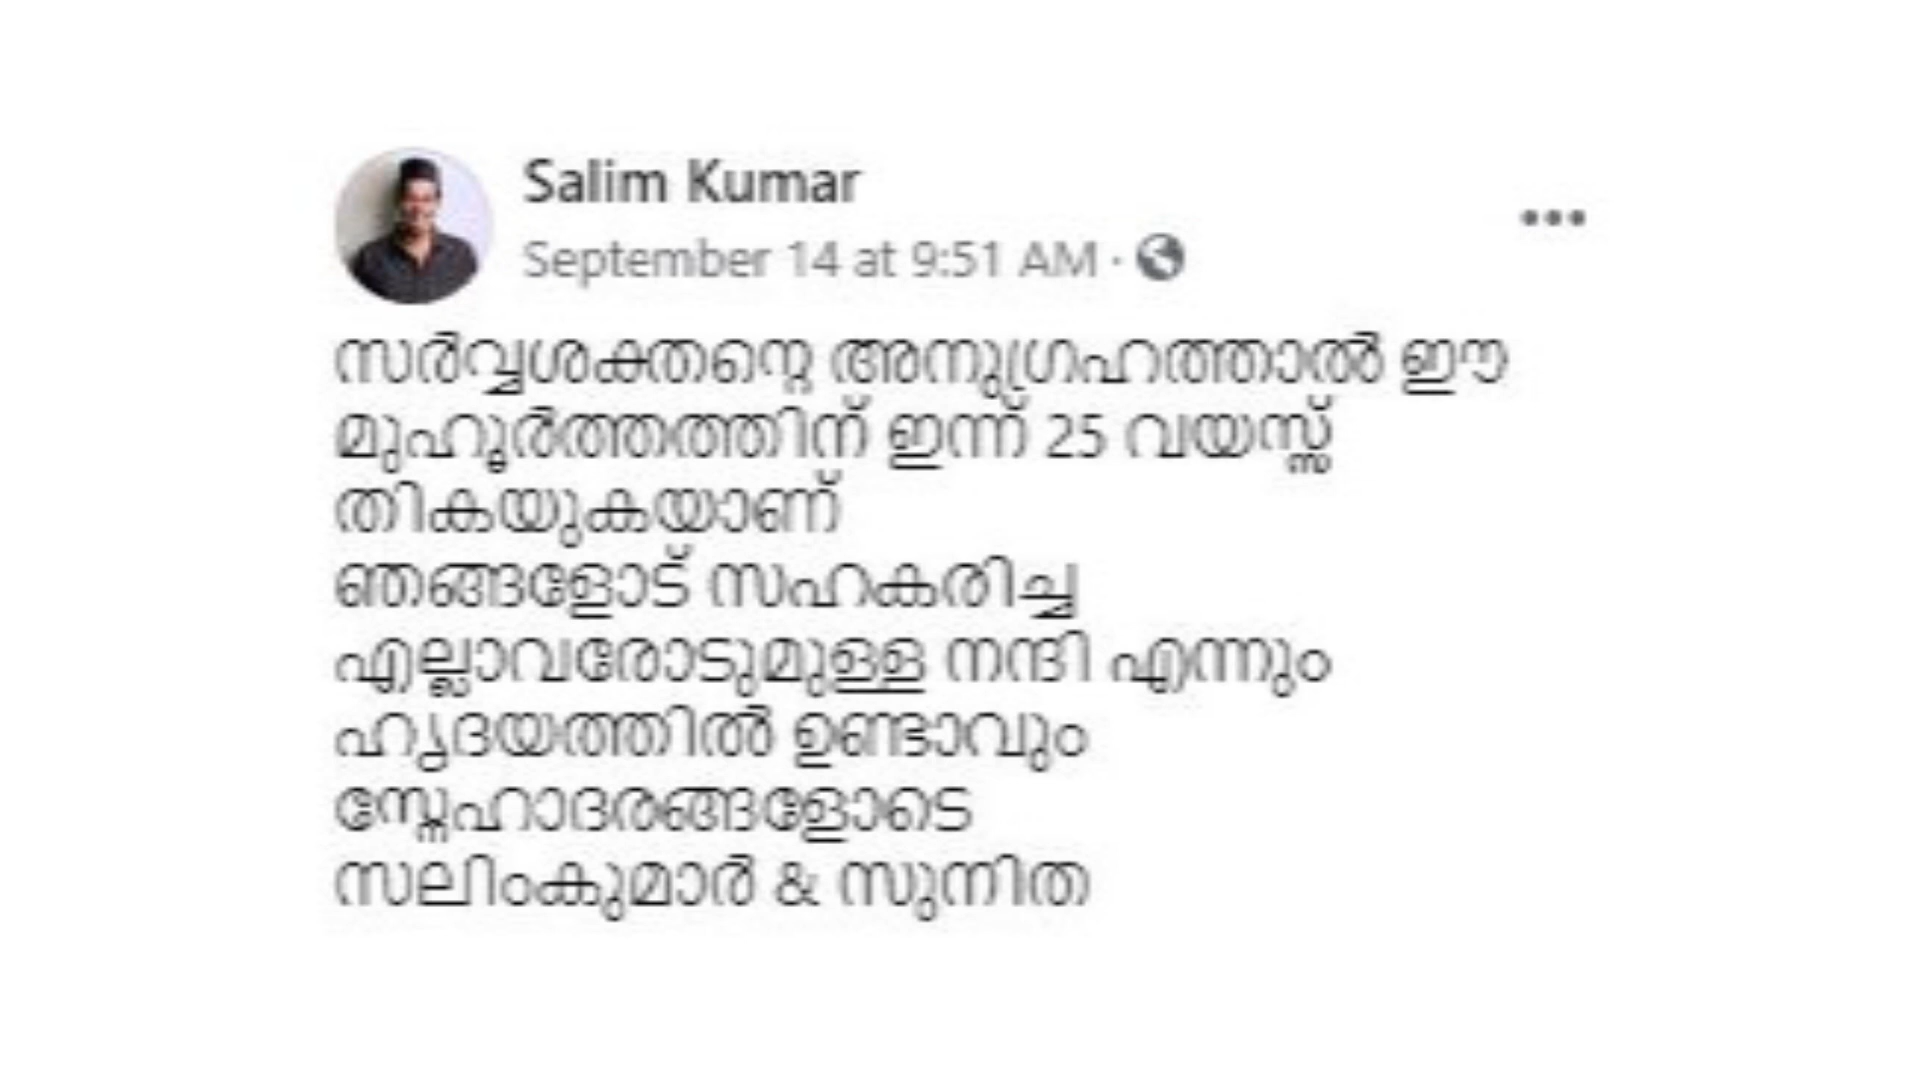 Salim Kumar
September 14 at 9:51 AM ·
സർവ്വശക്തന്റെ അനുഗ്രഹത്താൽ ഈ
മുഹൂർത്തത്തിന് ഇന്ന് 25 വയസ്സ്
തികയുകയാണ്
ഞങ്ങളോട് സഹകരിച്ച
എല്ലാവരോടുമുള്ള നന്ദി എന്നും
ഹൃദയത്തിൽ ഉണ്ടാവും
സ്നേഹാദരങ്ങളോടെ
സലിംകുമാർ & സുനിത